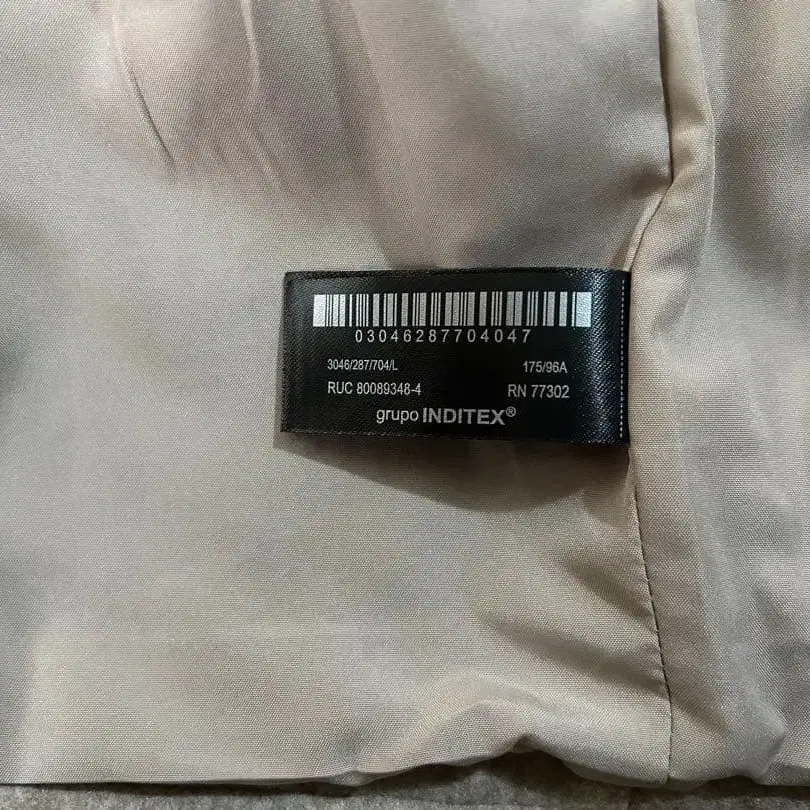 03046287704047
3046/287/704/L 175/96A
RUC 80089348-4 RN 77302
grupo INDITEX®